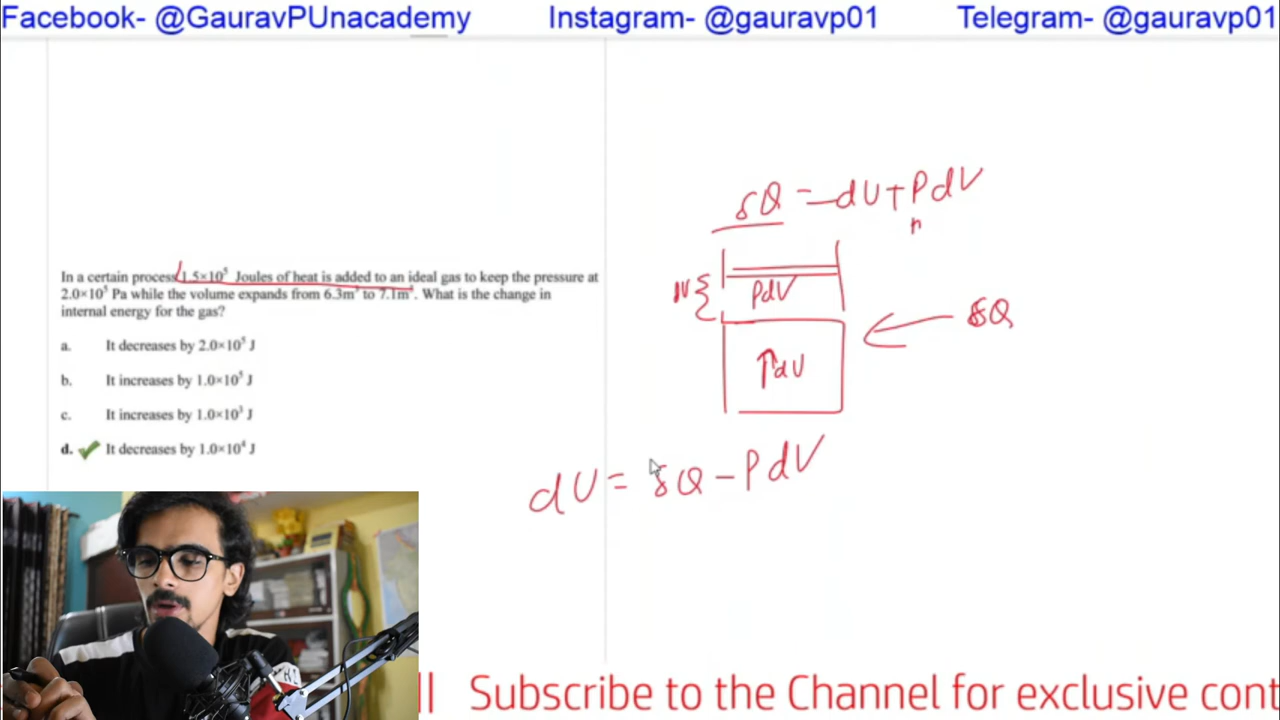 Facebook- @GauravPUnacademy Instagram- @gauravp01 Telegram- @gauravp01
δQ = dU + PdV
In a certain process 1.5×10⁵ Joules of heat is added to an ideal gas to keep the pressure at
2.0×10⁵ Pa while the volume expands from 6.3m³ to 7.1m³. What is the change in
internal energy for the gas?
a. It decreases by 2.0×10⁵ J
b. It increases by 1.0×10⁵ J
c. It increases by 1.0×10³ J
d. It decreases by 1.0×10⁴ J
PdV
δQ
↑dU
dU = δQ - PdV
|| Subscribe to the Channel for exclusive cont